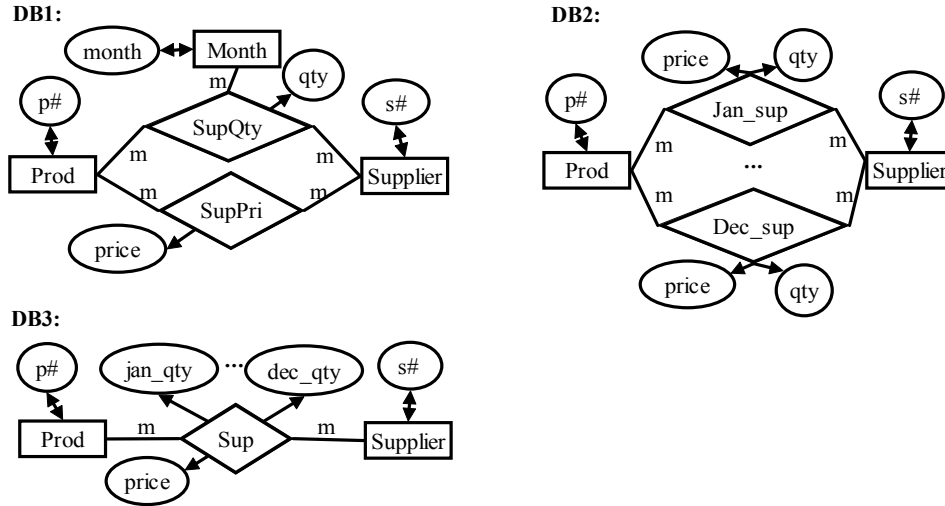 DB1:
month
Month
qty
p#
s#
m
SupQty
m
m
Prod
Supplier
m
m
SupPri
price
DB2:
price
qty
p#
s#
Jan_sup
m
m
Prod
...
Supplier
m
m
Dec_sup
price
qty
DB3:
p#
jan_qty
...
dec_qty
s#
Prod
m
Sup
m
Supplier
price